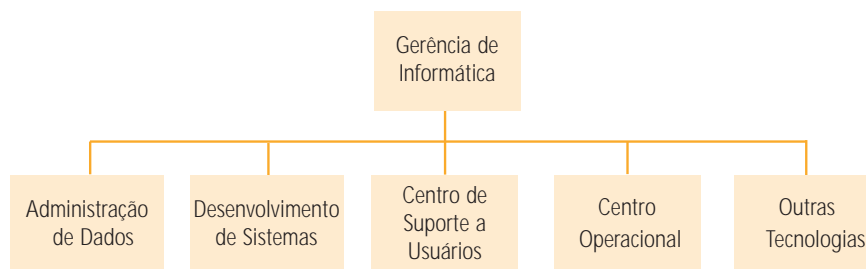 Gerência de
Informática
Administração
de Dados
Desenvolvimento
de Sistemas
Centro de
Suporte a
Usuários
Centro
Operacional
Outras
Tecnologias